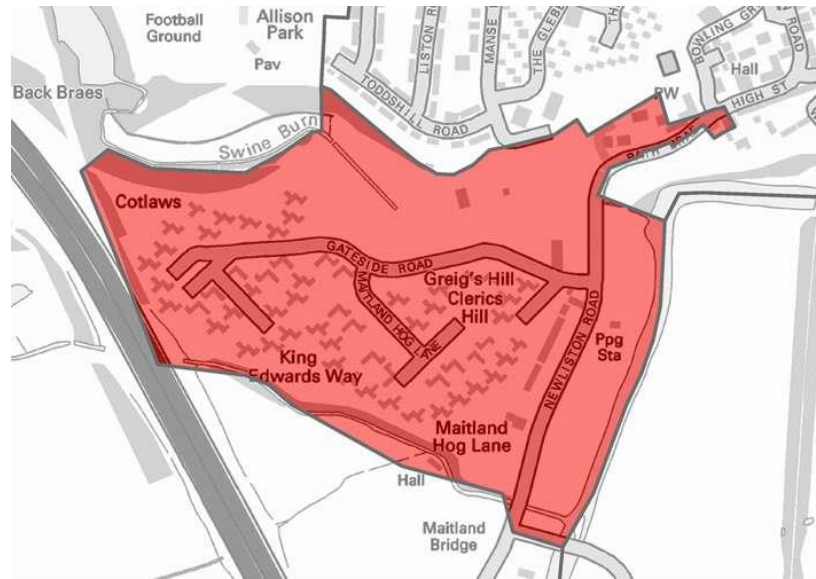 Football
Ground
Allison
Park
Pav
Back Braes
Swine Burn
TODDSHILL ROAD
LISTON
MANSE
THE GLEBE
BOWLING
ROAD
Hall
PW
HIGH ST
Cotlaws
GATESIDE ROAD
MAITLAND HOG LANE
Greig's Hill
Clerics
Hill
King
Edwards Way
NEWLISTON ROAD
Ppg
Sta
Maitland
Hog Lane
Hall
Maitland
Bridge